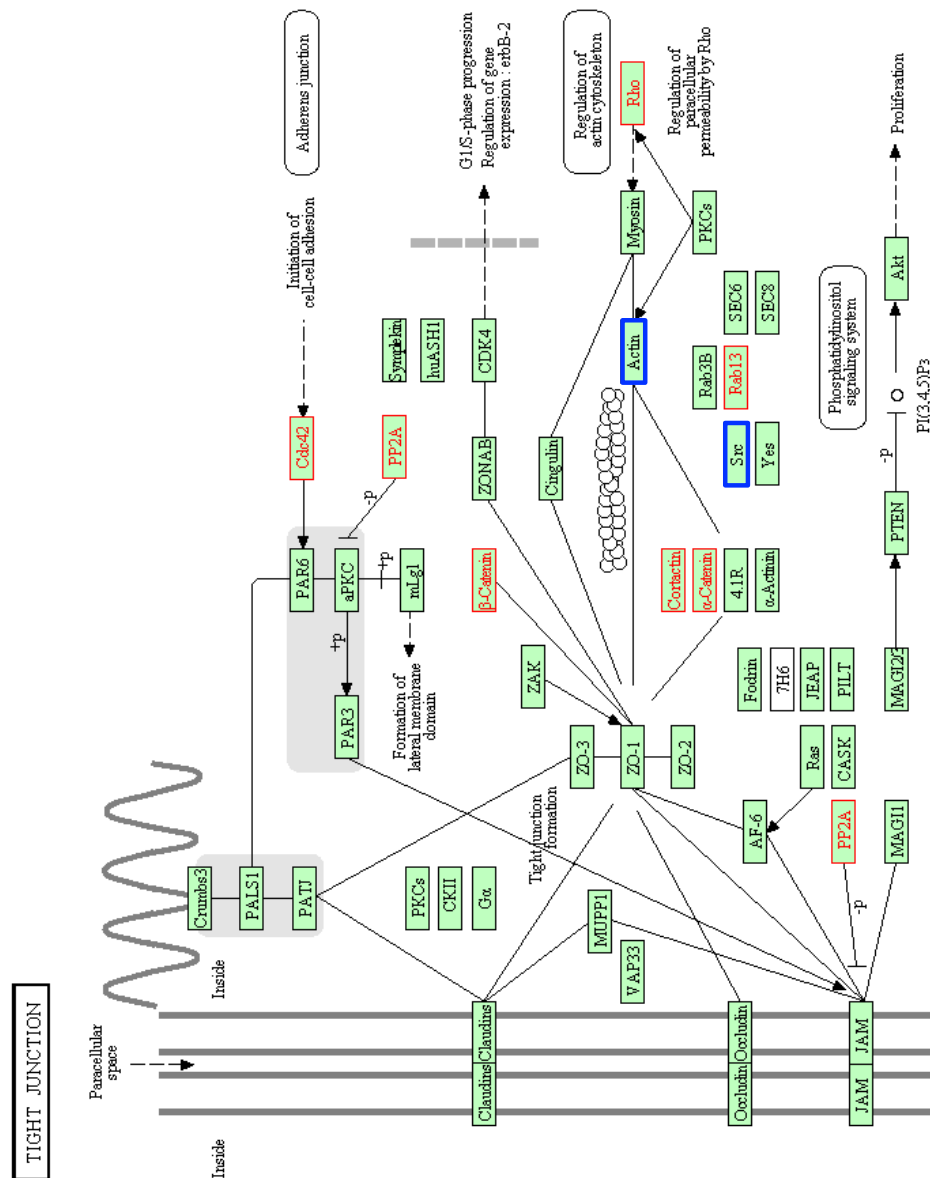 TIGHT JUNCTION
Paracellular
space
Inside
Inside
Crumbs3
PALS1
PATJ
Adherens junction
Initiation of
cell-cell adhesion
Cdc42
PAR6
aPKC
PAR3
PP2A
-p
+p
+p
mLgl
Formation of
lateral membrane
domain
PKCs
CKII
Gα
Symplekin
huASH1
G1/S-phase progression
Regulation of gene
expression : erbB-2
CDK4
ZONAB
β-Catenin
Claudins
Claudins
Cingulin
ZAK
Tight junction
formation
ZO-3
ZO-1
ZO-2
MUPP1
VAP33
Regulation of
actin cytoskeleton
Rho
Regulation of
paracellular
permeability by Rho
Myosin
PKCs
Actin
Rab3B
Rab13
SEC6
SEC8
Src
Yes
Cortactin
α-Catenin
4.1R
α-Actinin
Fodrin
7H6
JEAP
PILT
Occludin
Occludin
AF-6
Ras
CASK
PP2A
-p
MAGI1
JAM
JAM
MAGI2/3
PTEN
-p
PI(3,4,5)P3
Phosphatidylinositol
signaling system
Akt
Proliferation